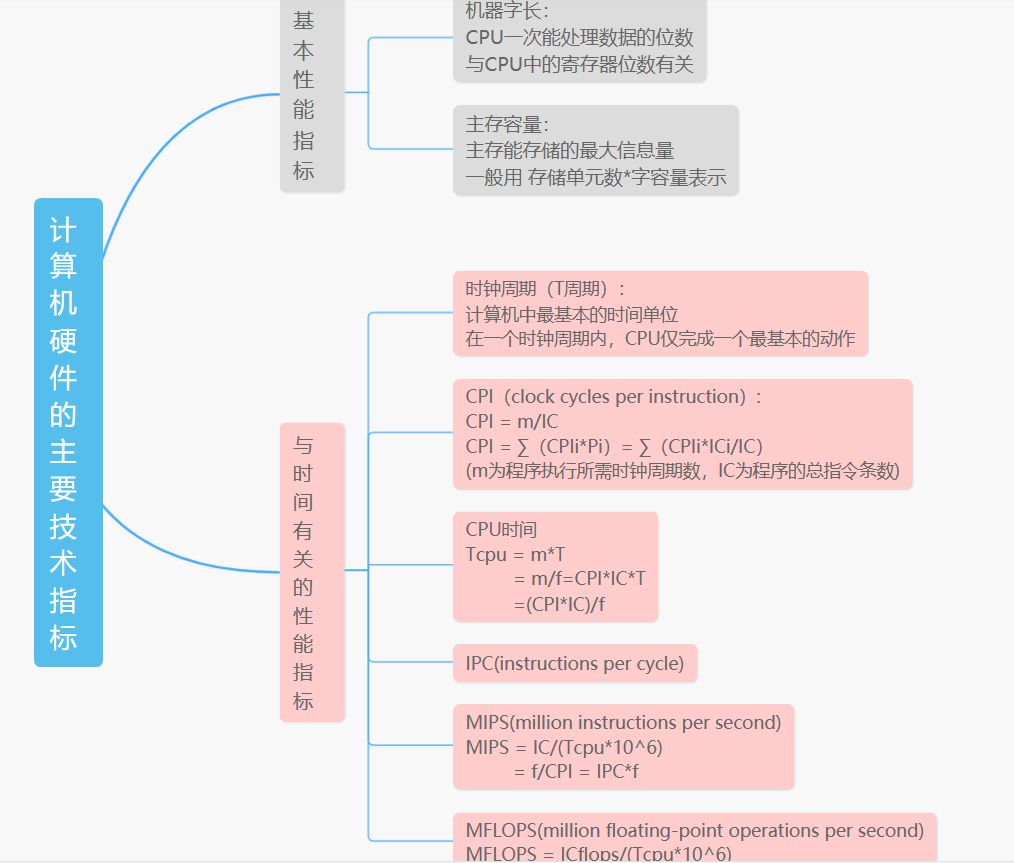 计算机硬件的主要技术指标
基本性能指标
机器字长：
CPU一次能处理数据的位数
与CPU中的寄存器位数有关
主存容量：
主存能存储的最大信息量
一般用 存储单元数*字容量表示
与时间有关的性能指标
时钟周期（T周期）：
计算机中最基本的时间单位
在一个时钟周期内，CPU仅完成一个最基本的动作
CPI（clock cycles per instruction）:
CPI = m/IC
CPI = ∑（CPIi*Pi）= ∑（CPIi*ICi/IC）
(m为程序执行所需时钟周期数，IC为程序的总指令条数)
CPU时间
Tcpu = m*T
= m/f=CPI*IC*T
=(CPI*IC)/f
IPC(instructions per cycle)
MIPS(million instructions per second)
MIPS = IC/(Tcpu*10^6)
= f/CPI = IPC*f
MFLOPS(million floating-point operations per second)
MFLOPS = ICflops/(Tcpu*10^6)